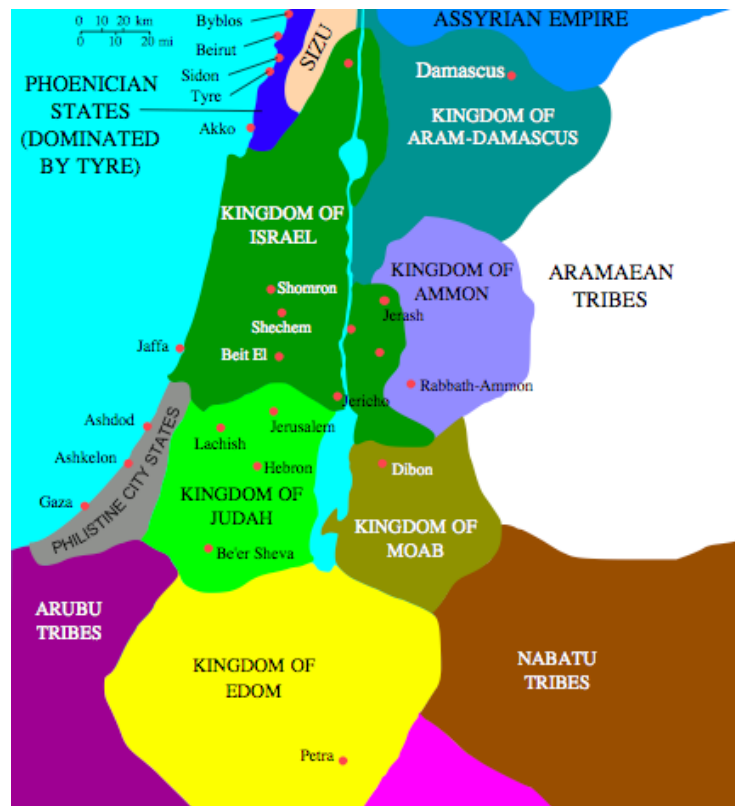 0 10 20 km
0 10 20 mi
Byblos
Beirut
Sidon
Tyre
Akko
PHOENICIAN
STATES
(DOMINATED
BY TYRE)
SIZU
ASSYRIAN EMPIRE
Damascus
KINGDOM OF
ARAM-DAMASCUS
KINGDOM OF
ISRAEL
KINGDOM OF
AMMON
ARAMAEAN
TRIBES
Shomron
Shechem
Jerash
Jaffa
Beit El
Rabbath-Ammon
Jericho
Ashdod
Jerusalem
Lachish
Ashkelon
Hebron
Dibon
Gaza
PHILISTINE CITY STATES
KINGDOM OF
JUDAH
KINGDOM OF
MOAB
Be'er Sheva
ARUBU
TRIBES
KINGDOM OF
EDOM
NABATU
TRIBES
Petra